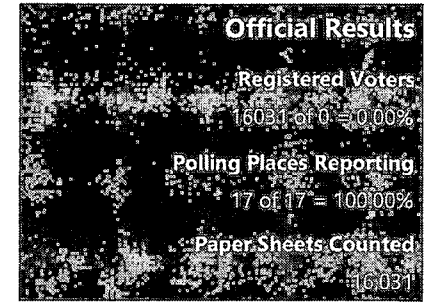 Official Results
Registered Voters
16031 of 0 = 0.00%
Polling Places Reporting
17 of 17 = 100.00%
Paper Sheets Counted
16,031